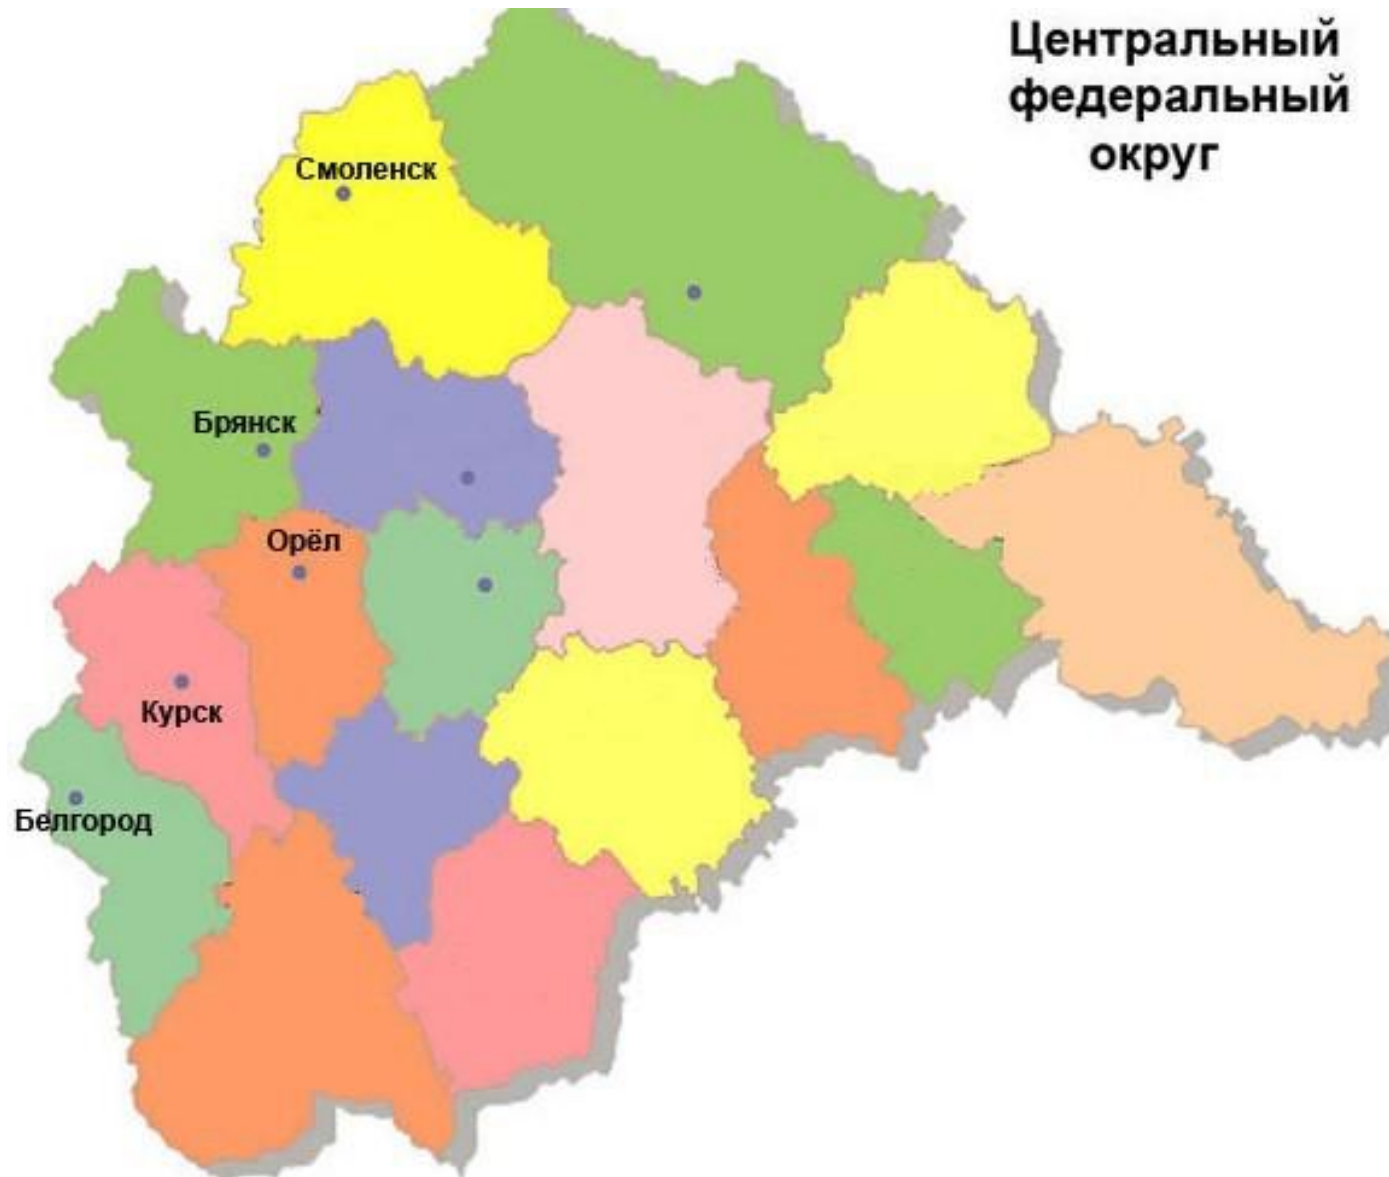 Центральный
федеральный
округ
Смоленск
Брянск
Орёл
Курск
Белгород